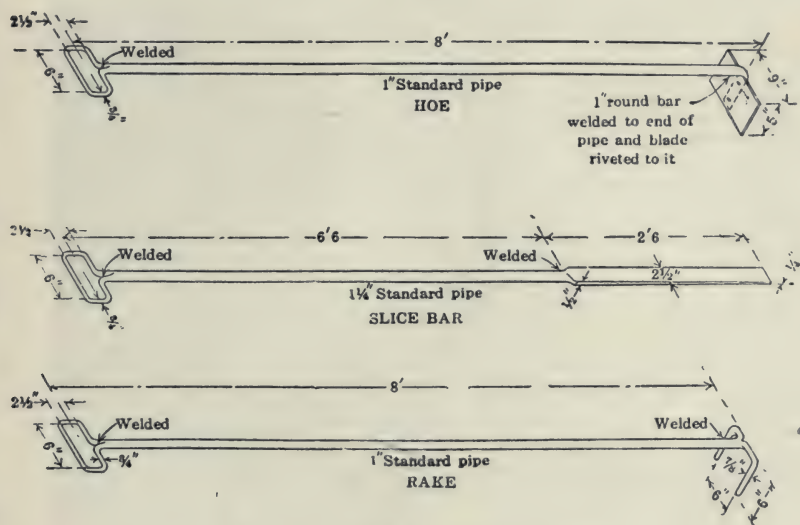 2½"
8'
Welded
6"
9"
1" Standard pipe
HOE
5"
1" round bar
welded to end of
pipe and blade
riveted to it
2½
6'6
2'6
Welded
Welded
6"
2½"
½"
¼"
1¼" Standard pipe
SLICE BAR
8'
2½"
Welded
Welded
6"
¾"
1" Standard pipe
⅞"
RAKE
6"
6"